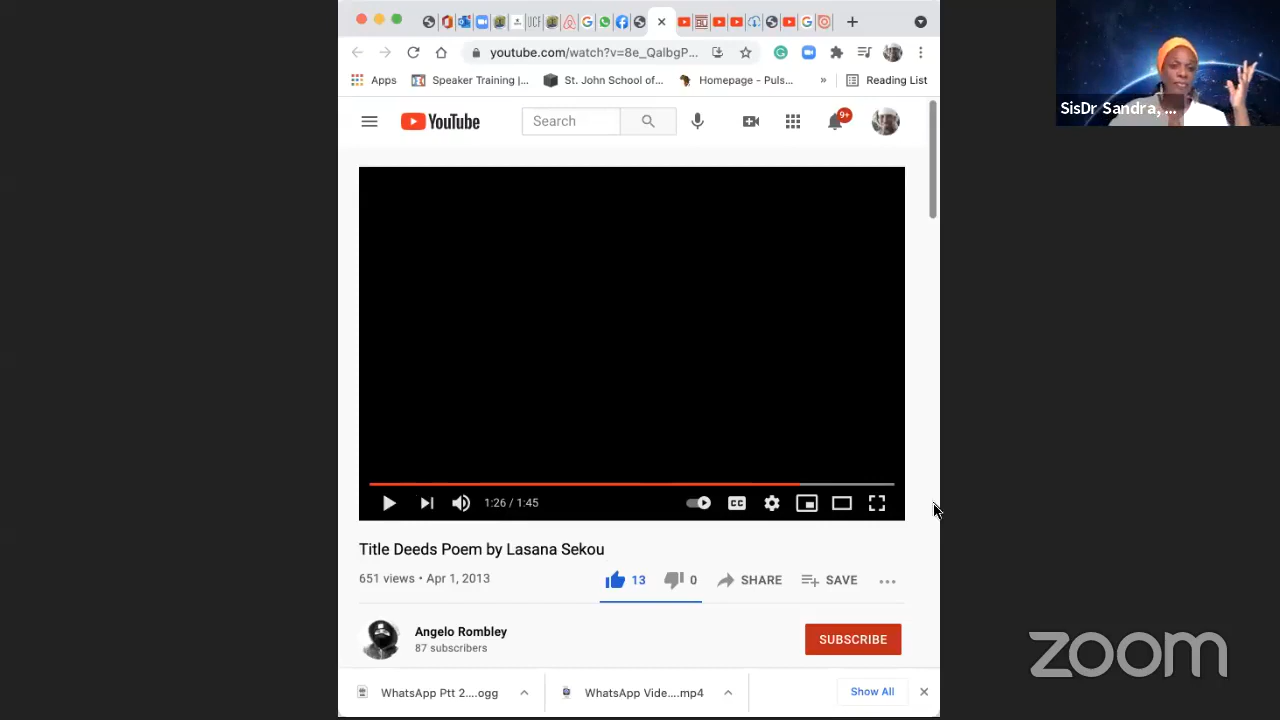 UCF
youtube.com/watch?v=8e_QalbgP...
Apps
Speaker Training |...
St. John School of...
Homepage - Puls...
»
Reading List
YouTube
Search
9+
SisDr Sandra, ...
1:26 / 1:45
CC
Title Deeds Poem by Lasana Sekou
651 views • Apr 1, 2013
13
0
SHARE
SAVE
Angelo Rombley
87 subscribers
SUBSCRIBE
WhatsApp Ptt 2....ogg
WhatsApp Vide....mp4
Show All
zoom